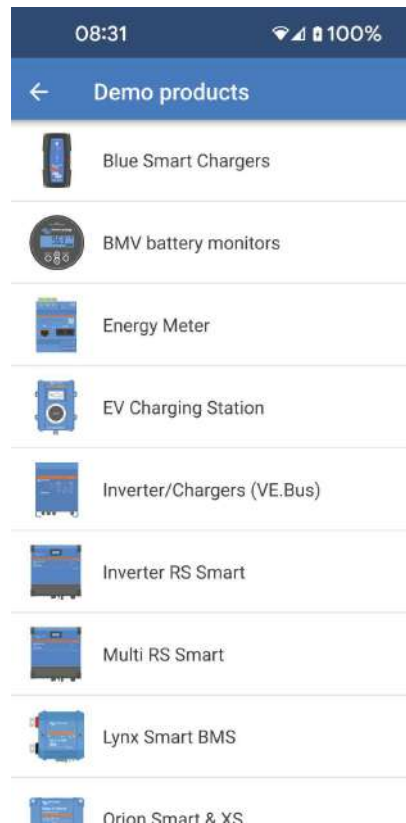 08:31
100%
Demo products
Blue Smart Chargers
BMV battery monitors
Energy Meter
EV Charging Station
Inverter/Chargers (VE.Bus)
Inverter RS Smart
Multi RS Smart
Lynx Smart BMS
Orion Smart & XS